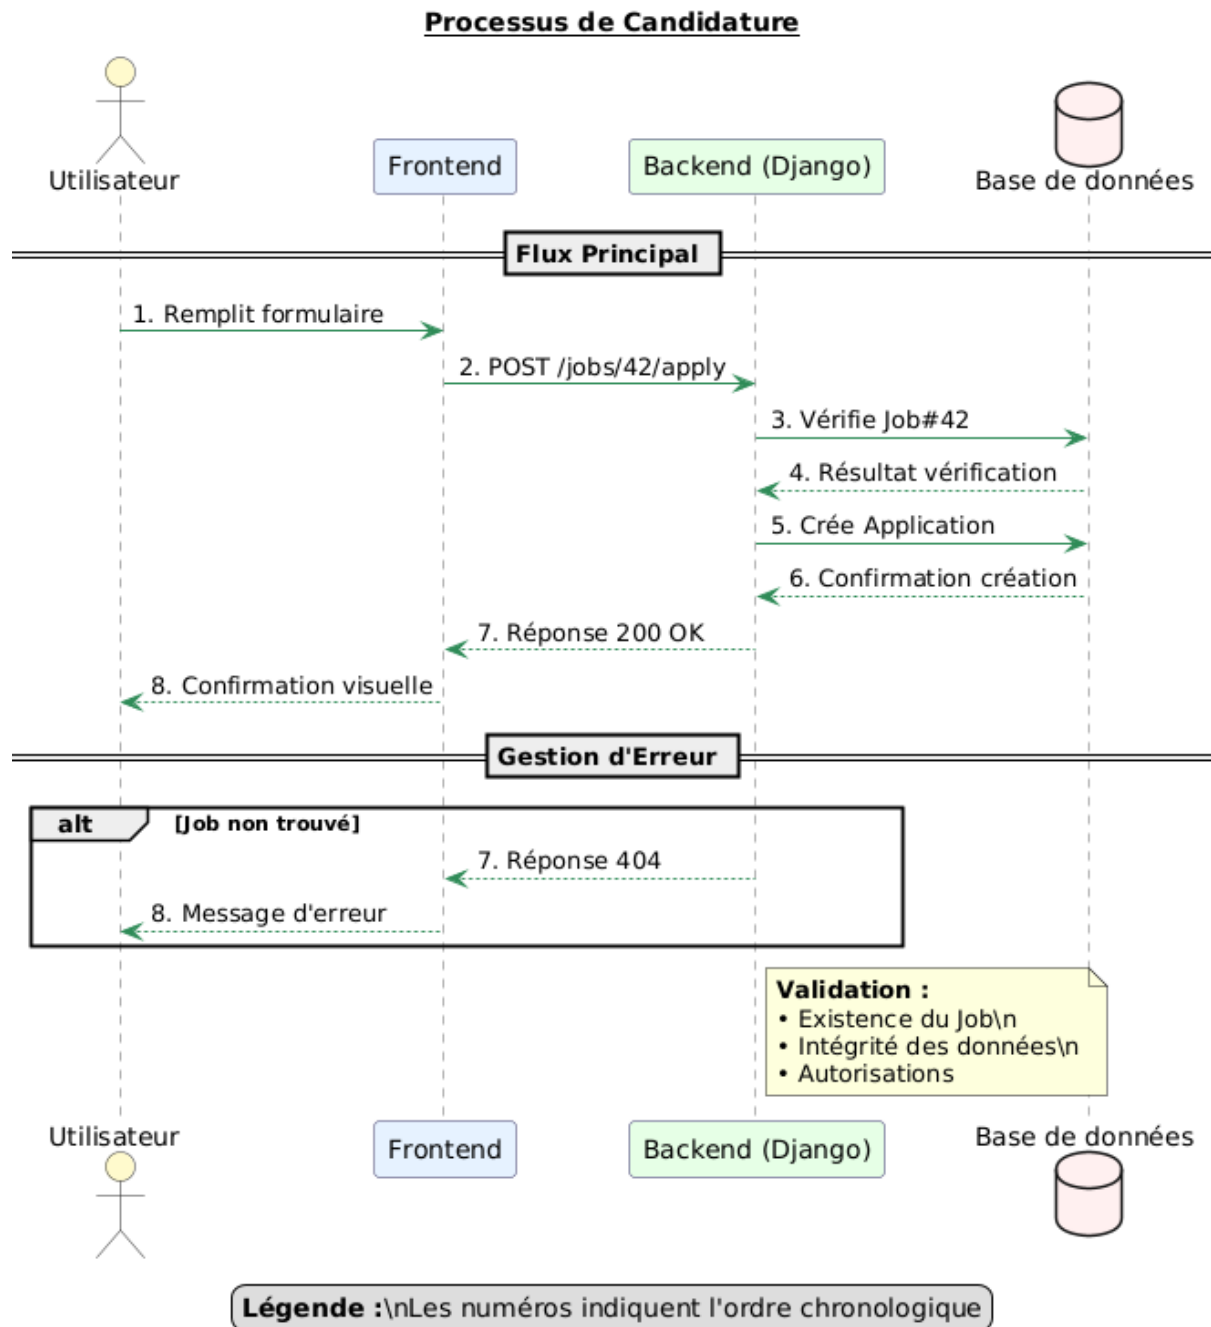 Processus de Candidature
Utilisateur
Frontend
Backend (Django)
Base de données
Flux Principal
1. Remplit formulaire
2. POST /jobs/42/apply
3. Vérifie Job#42
4. Résultat vérification
5. Crée Application
6. Confirmation création
7. Réponse 200 OK
8. Confirmation visuelle
Gestion d'Erreur
alt [Job non trouvé]
7. Réponse 404
8. Message d'erreur
Validation :
• Existence du Job\n
• Intégrité des données\n
• Autorisations
Utilisateur
Frontend
Backend (Django)
Base de données
Légende :\nLes numéros indiquent l'ordre chronologique